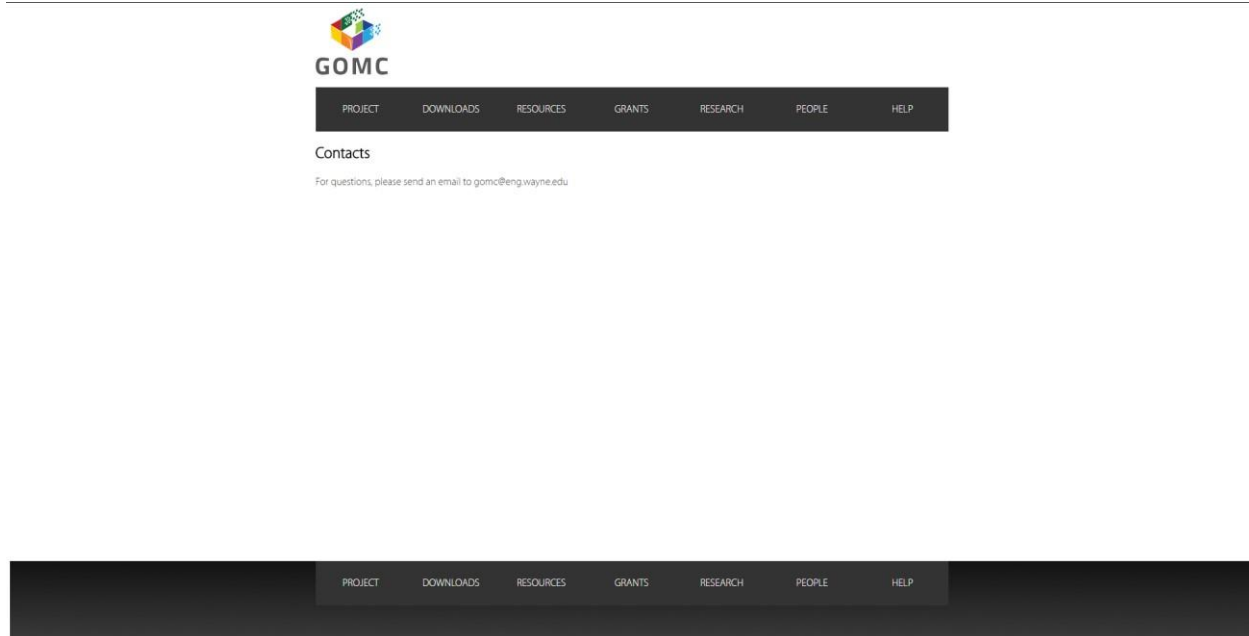 GOMC
PROJECT DOWNLOADS RESOURCES GRANTS RESEARCH PEOPLE HELP
Contacts
For questions, please send an email to gomc@eng.wayne.edu
PROJECT DOWNLOADS RESOURCES GRANTS RESEARCH PEOPLE HELP